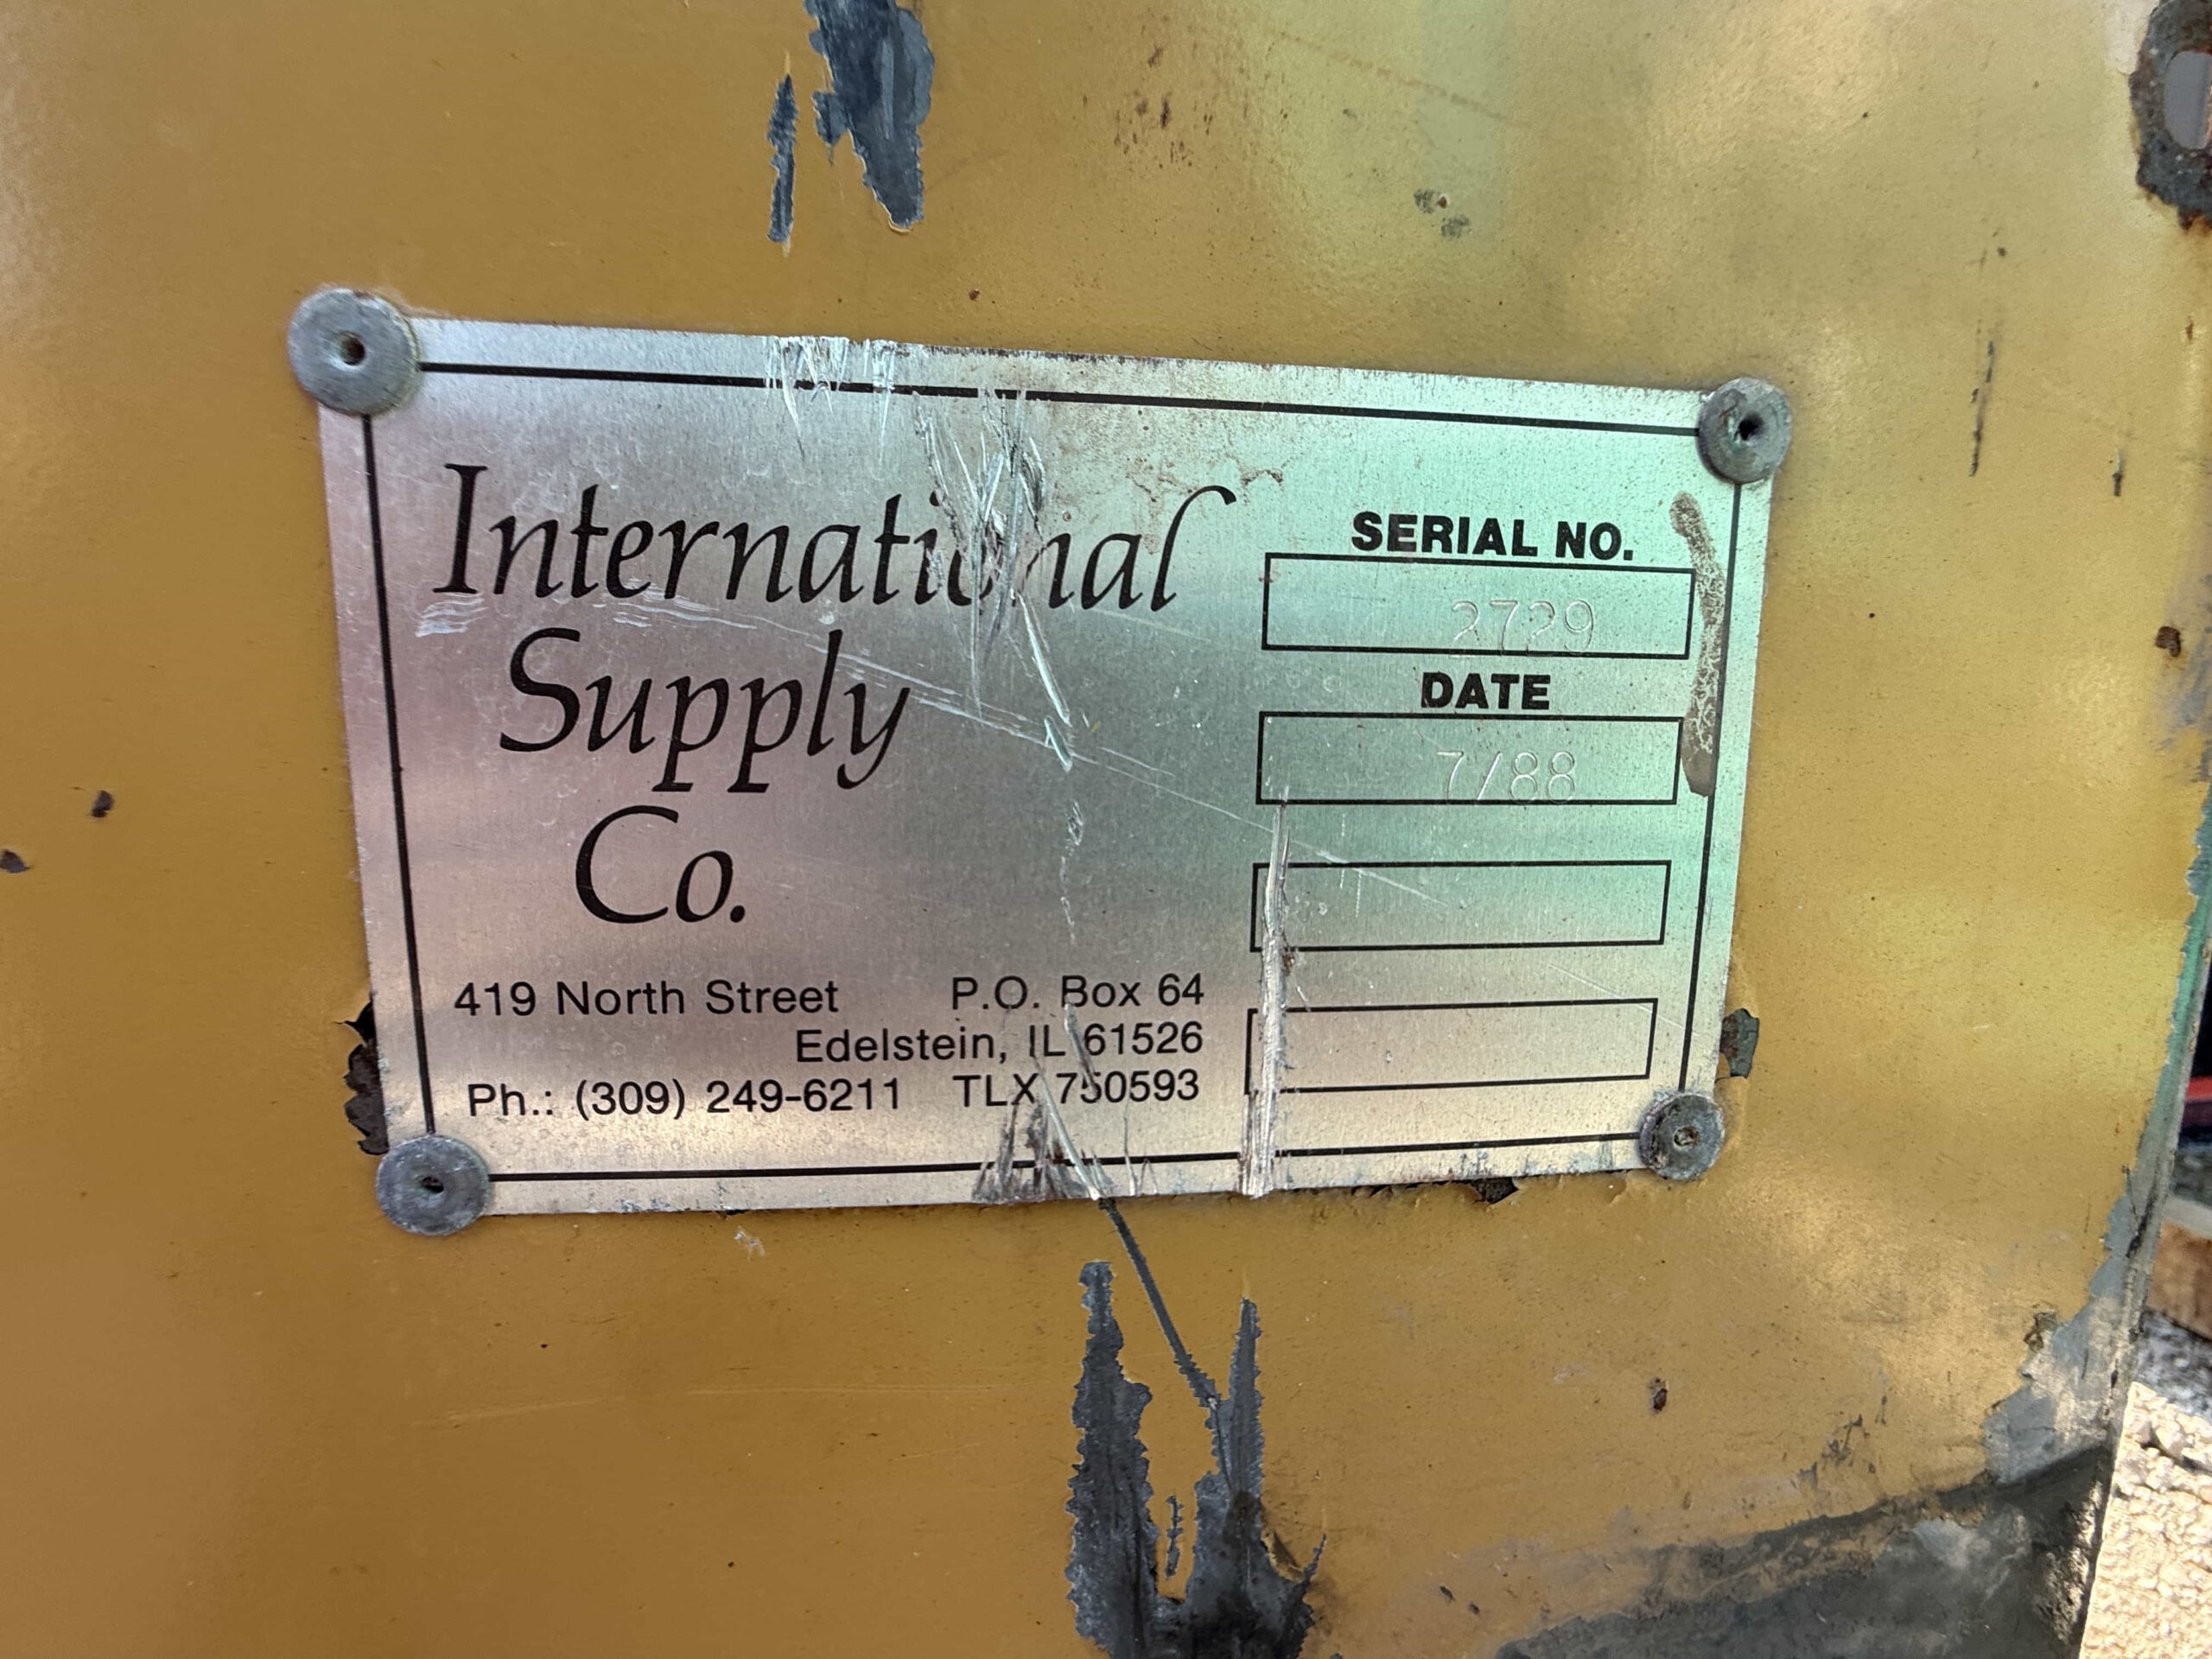 International
Supply
Co.
419 North Street P.O. Box 64
Edelstein, IL 61526
Ph.: (309) 249-6211 TLX 750593
SERIAL NO.
2729
DATE
7/88